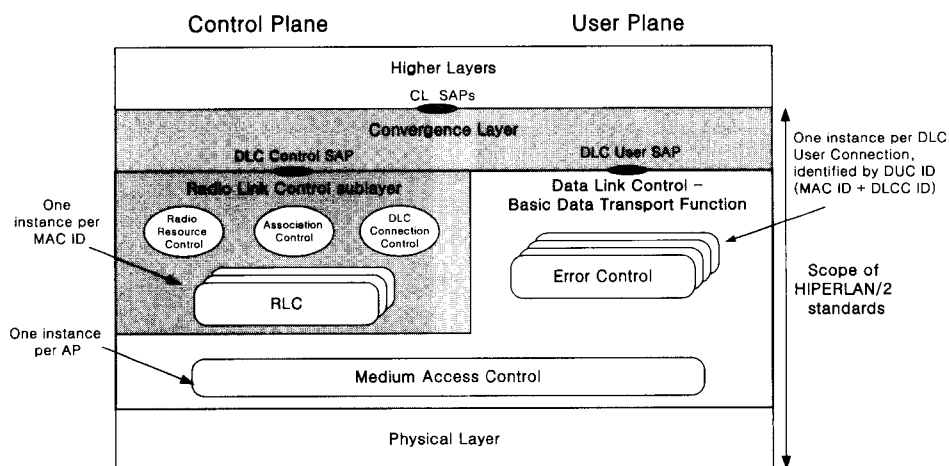 Control Plane
User Plane
Higher Layers
CL SAPs
Convergence Layer
DLC Control SAP
DLC User SAP
One instance per DLC
User Connection,
identified by DUC ID
(MAC ID + DLCC ID)
Radio Link Control sublayer
Data Link Control –
Basic Data Transport Function
One
instance per
MAC ID
Radio
Resource
Control
Association
Control
DLC
Connection
Control
Error Control
RLC
Scope of
HIPERLAN/2
standards
One instance
per AP
Medium Access Control
Physical Layer